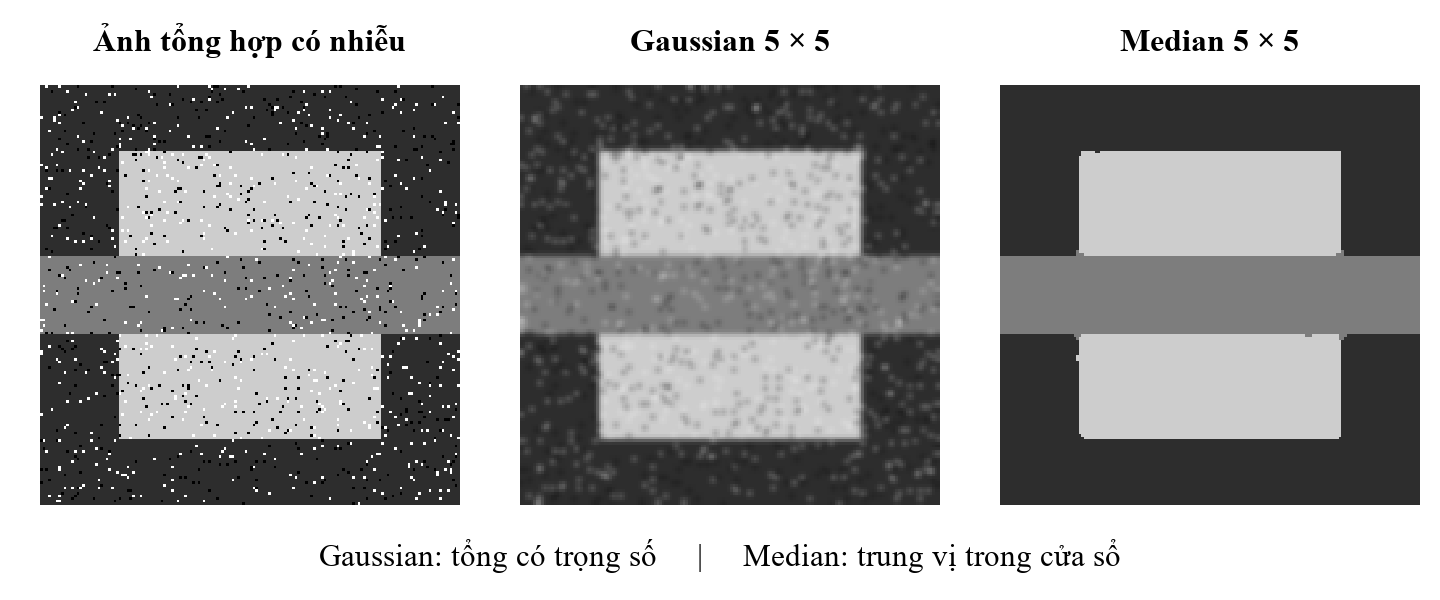 Ảnh tổng hợp có nhiễu
Gaussian 5 × 5
Median 5 × 5
Gaussian: tổng có trọng số | Median: trung vị trong cửa sổ